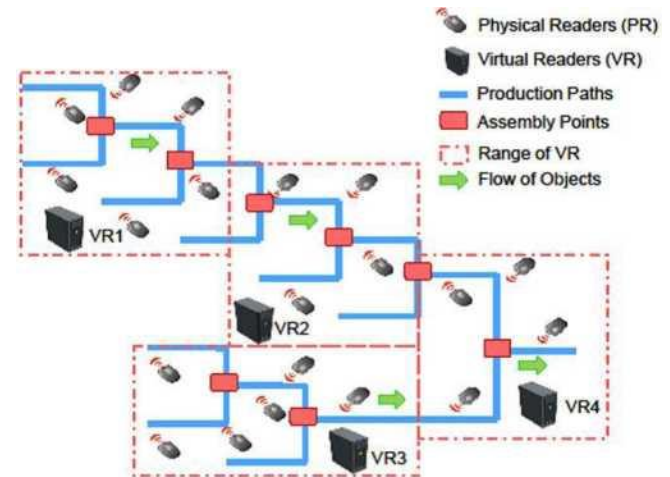 Physical Readers (PR)
Virtual Readers (VR)
Production Paths
Assembly Points
Range of VR
Flow of Objects
VR1
VR2
VR3
VR4